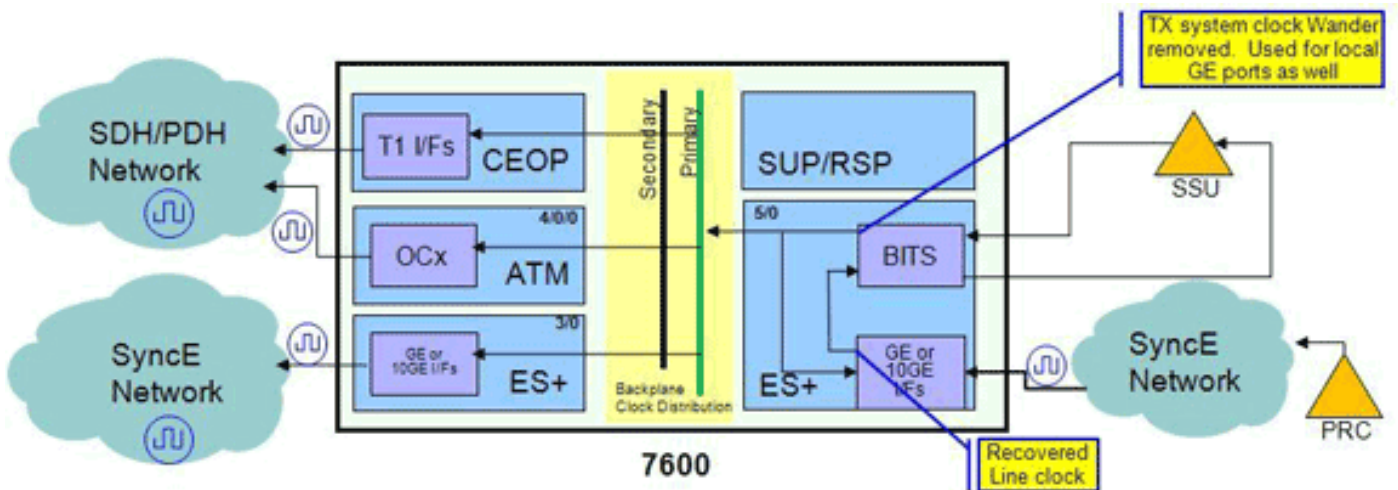 TX system clock Wander
removed. Used for local
GE ports as well
SDH/PDH
Network
T1 I/Fs
CEOP
Secondary
Primary
SUP/RSP
SSU
4/0/0
OCx
ATM
5/0
BITS
SyncE
Network
3/0
GE or
10GE I/Fs
ES+
Backplane
Clock Distribution
ES+
GE or
10GE
I/Fs
SyncE
Network
PRC
7600
Recovered
Line clock